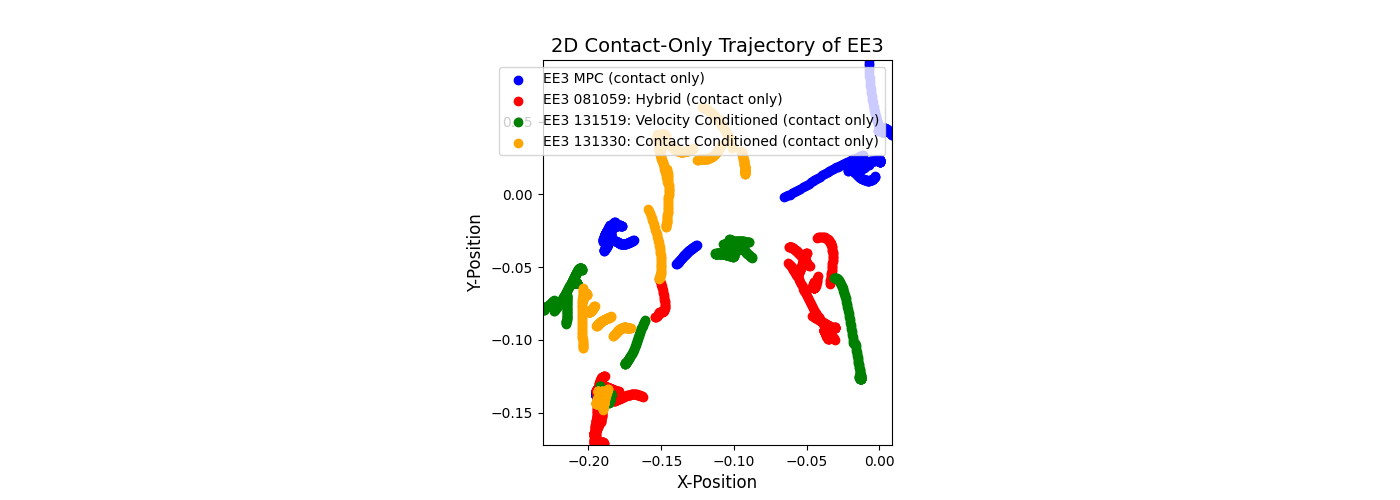 2D Contact-Only Trajectory of EE3
EE3 MPC (contact only)
EE3 081059: Hybrid (contact only)
EE3 131519: Velocity Conditioned (contact only)
EE3 131330: Contact Conditioned (contact only)
0.05
0.00
−0.05
−0.10
−0.15
Y-Position
−0.20
−0.15
−0.10
−0.05
0.00
X-Position